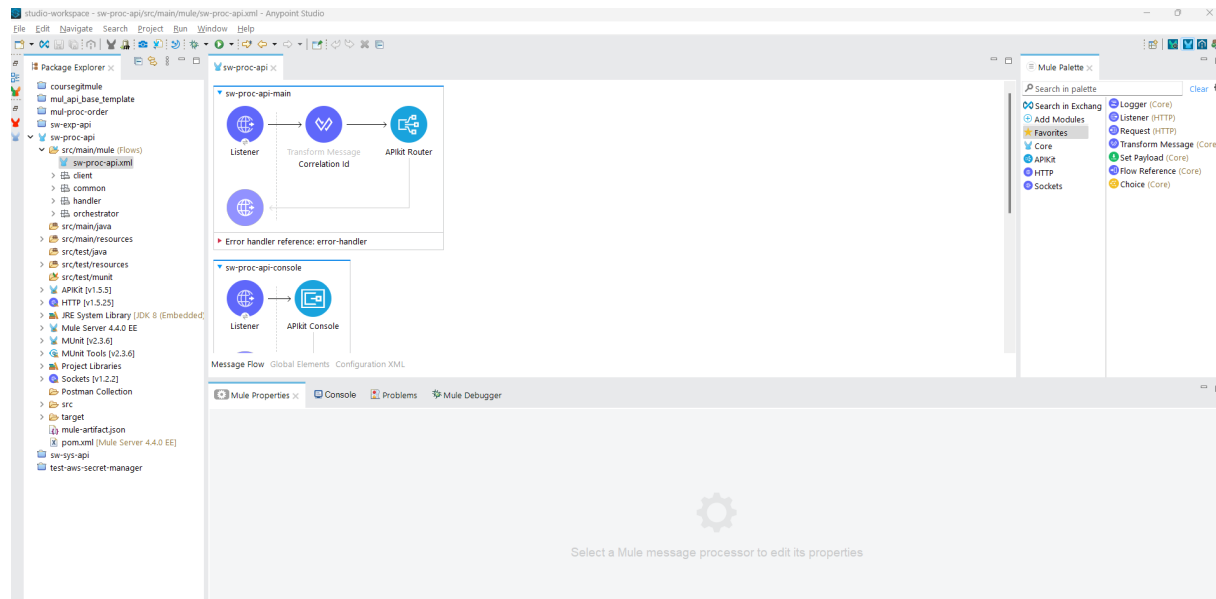 studio-workspace - sw-proc-api/src/main/mule/sw-proc-api.xml - Anypoint Studio
File Edit Navigate Search Project Run Window Help
Package Explorer
coursegitmule
mul_api_base_template
mul-proc-order
sw-exp-api
sw-proc-api
src/main/mule (Flows)
sw-proc-api.xml
client
common
handler
orchestrator
src/main/java
src/main/resources
src/test/java
src/test/resources
src/test/munit
APIKit [v1.5.5]
HTTP [v1.5.25]
JRE System Library [JDK 8 (Embedded)
Mule Server 4.4.0 EE
MUnit [v2.3.6]
MUnit Tools [v2.3.6]
Project Libraries
Sockets [v1.2.2]
Postman Collection
src
target
mule-artifact.json
pom.xml [Mule Server 4.4.0 EE]
sw-sys-api
test-aws-secret-manager
sw-proc-api
sw-proc-api-main
Listener
Transform Message
Correlation Id
APIkit Router
Error handler reference: error-handler
sw-proc-api-console
Listener
APIkit Console
Message Flow Global Elements Configuration XML
Mule Palette
Search in palette
Clear
Search in Exchang
Add Modules
Favorites
Core
APIKit
HTTP
Sockets
Logger (Core)
Listener (HTTP)
Request (HTTP)
Transform Message (Core
Set Payload (Core)
Flow Reference (Core)
Choice (Core)
Mule Properties Console Problems Mule Debugger
Select a Mule message processor to edit its properties